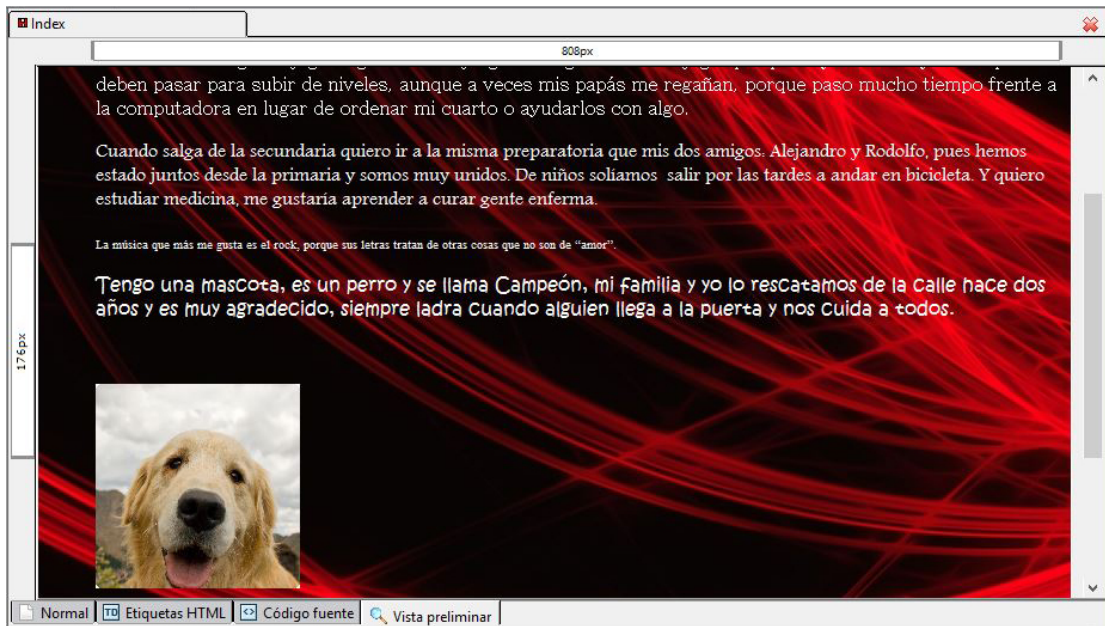 Index
808px
deben pasar para subir de niveles, aunque a veces mis papás me regañan, porque paso mucho tiempo frente a
la computadora en lugar de ordenar mi cuarto o ayudarlos con algo.
Cuando salga de la secundaria quiero ir a la misma preparatoria que mis dos amigos: Alejandro y Rodolfo, pues hemos
estado juntos desde la primaria y somos muy unidos. De niños solíamos salir por las tardes a andar en bicicleta. Y quiero
estudiar medicina, me gustaría aprender a curar gente enferma.
La música que más me gusta es el rock, porque sus letras tratan de otras cosas que no son de “amor”.
Tengo una mascota, es un perro y se llama Campeón, mi familia y yo lo rescatamos de la calle hace dos
años y es muy agradecido, siempre ladra cuando alguien llega a la puerta y nos cuida a todos.
176px
Normal TD Etiquetas HTML Código fuente Vista preliminar